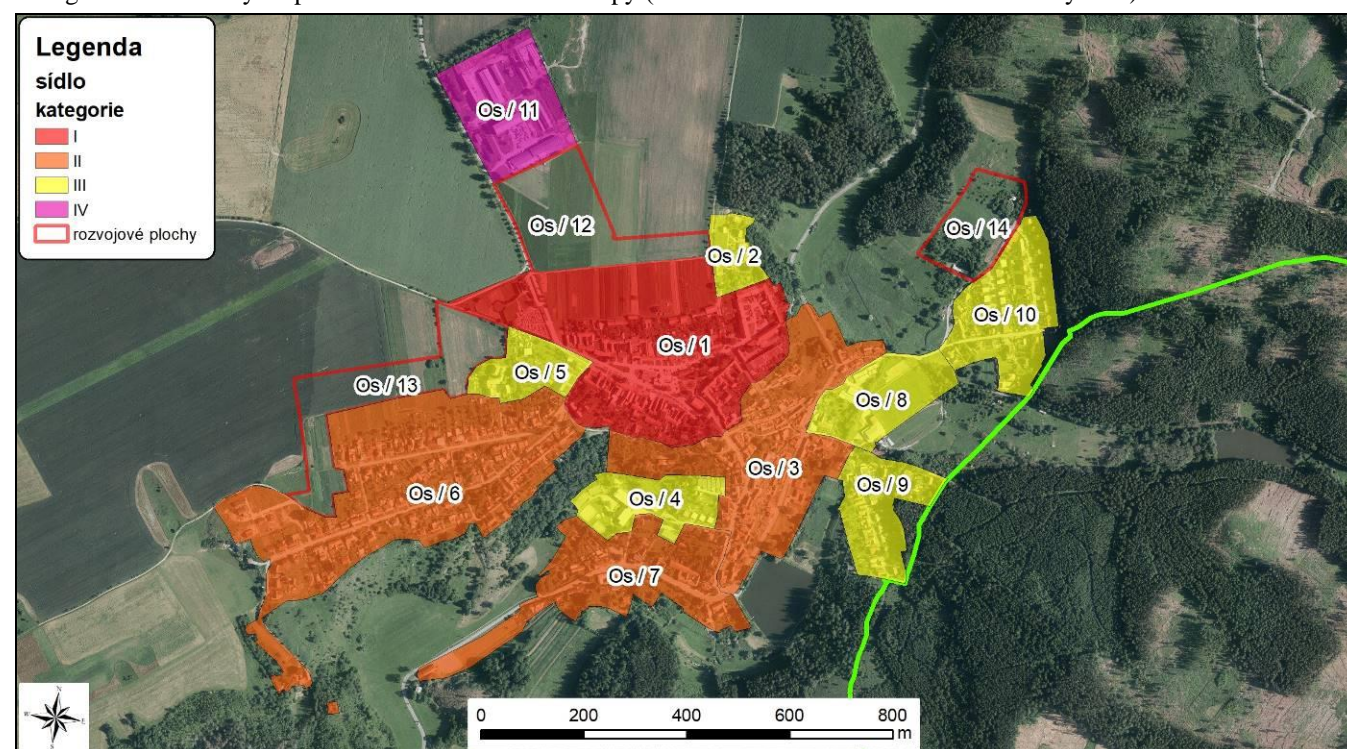 Legenda
sídlo
kategorie
I
II
III
IV
rozvojové plochy
Os / 11
Os / 12
Os / 2
Os / 14
Os / 10
Os / 1
Os / 5
Os / 13
Os / 8
Os / 3
Os / 6
Os / 4
Os / 9
Os / 7
0 200 400 600 800
m